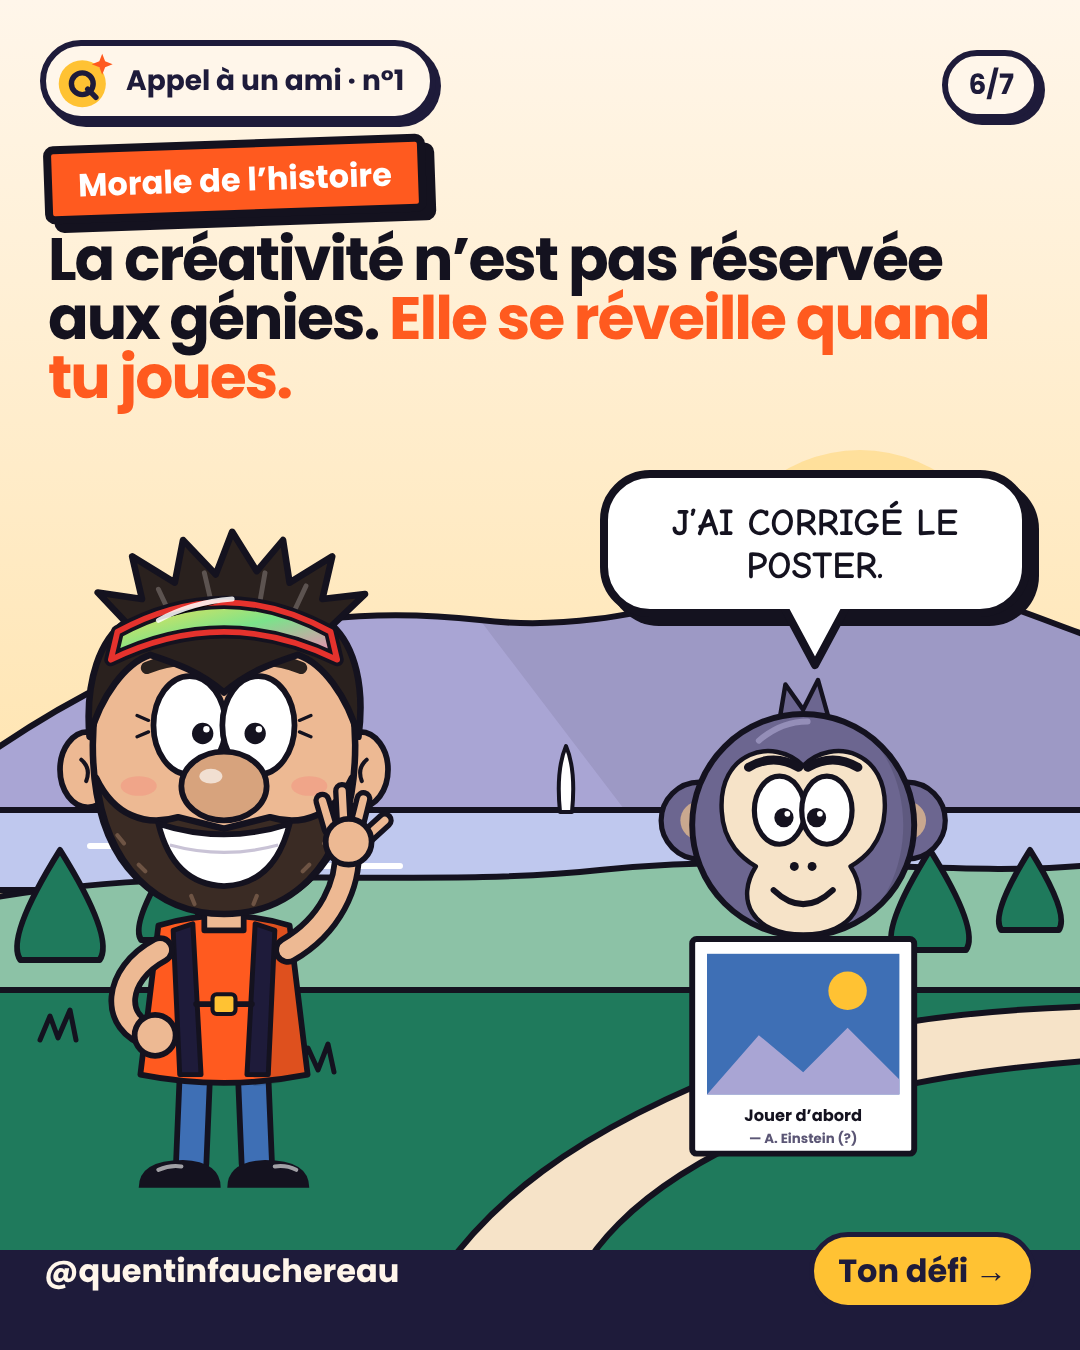 Q
Appel à un ami · n°1
6/7
Morale de l’histoire
La créativité n’est pas réservée
aux génies. Elle se réveille quand
tu joues.
J’AI CORRIGÉ LE
POSTER.
Jouer d’abord
— A. Einstein (?)
@quentinfauchereau
Ton défi →